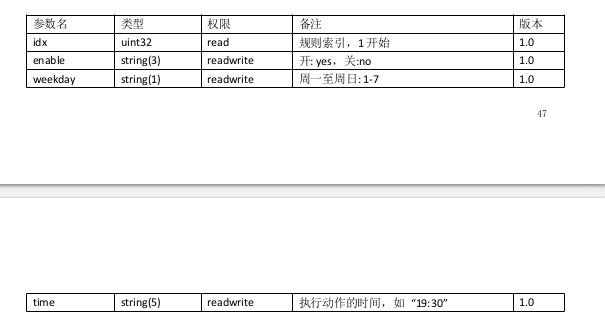 参数名 类型 权限 备注 版本
idx uint32 read 规则索引，1 开始 1.0
enable string(3) readwrite 开: yes，关:no 1.0
weekday string(1) readwrite 周一至周日: 1-7 1.0
47
time string(5) readwrite 执行动作的时间，如 “19:30” 1.0